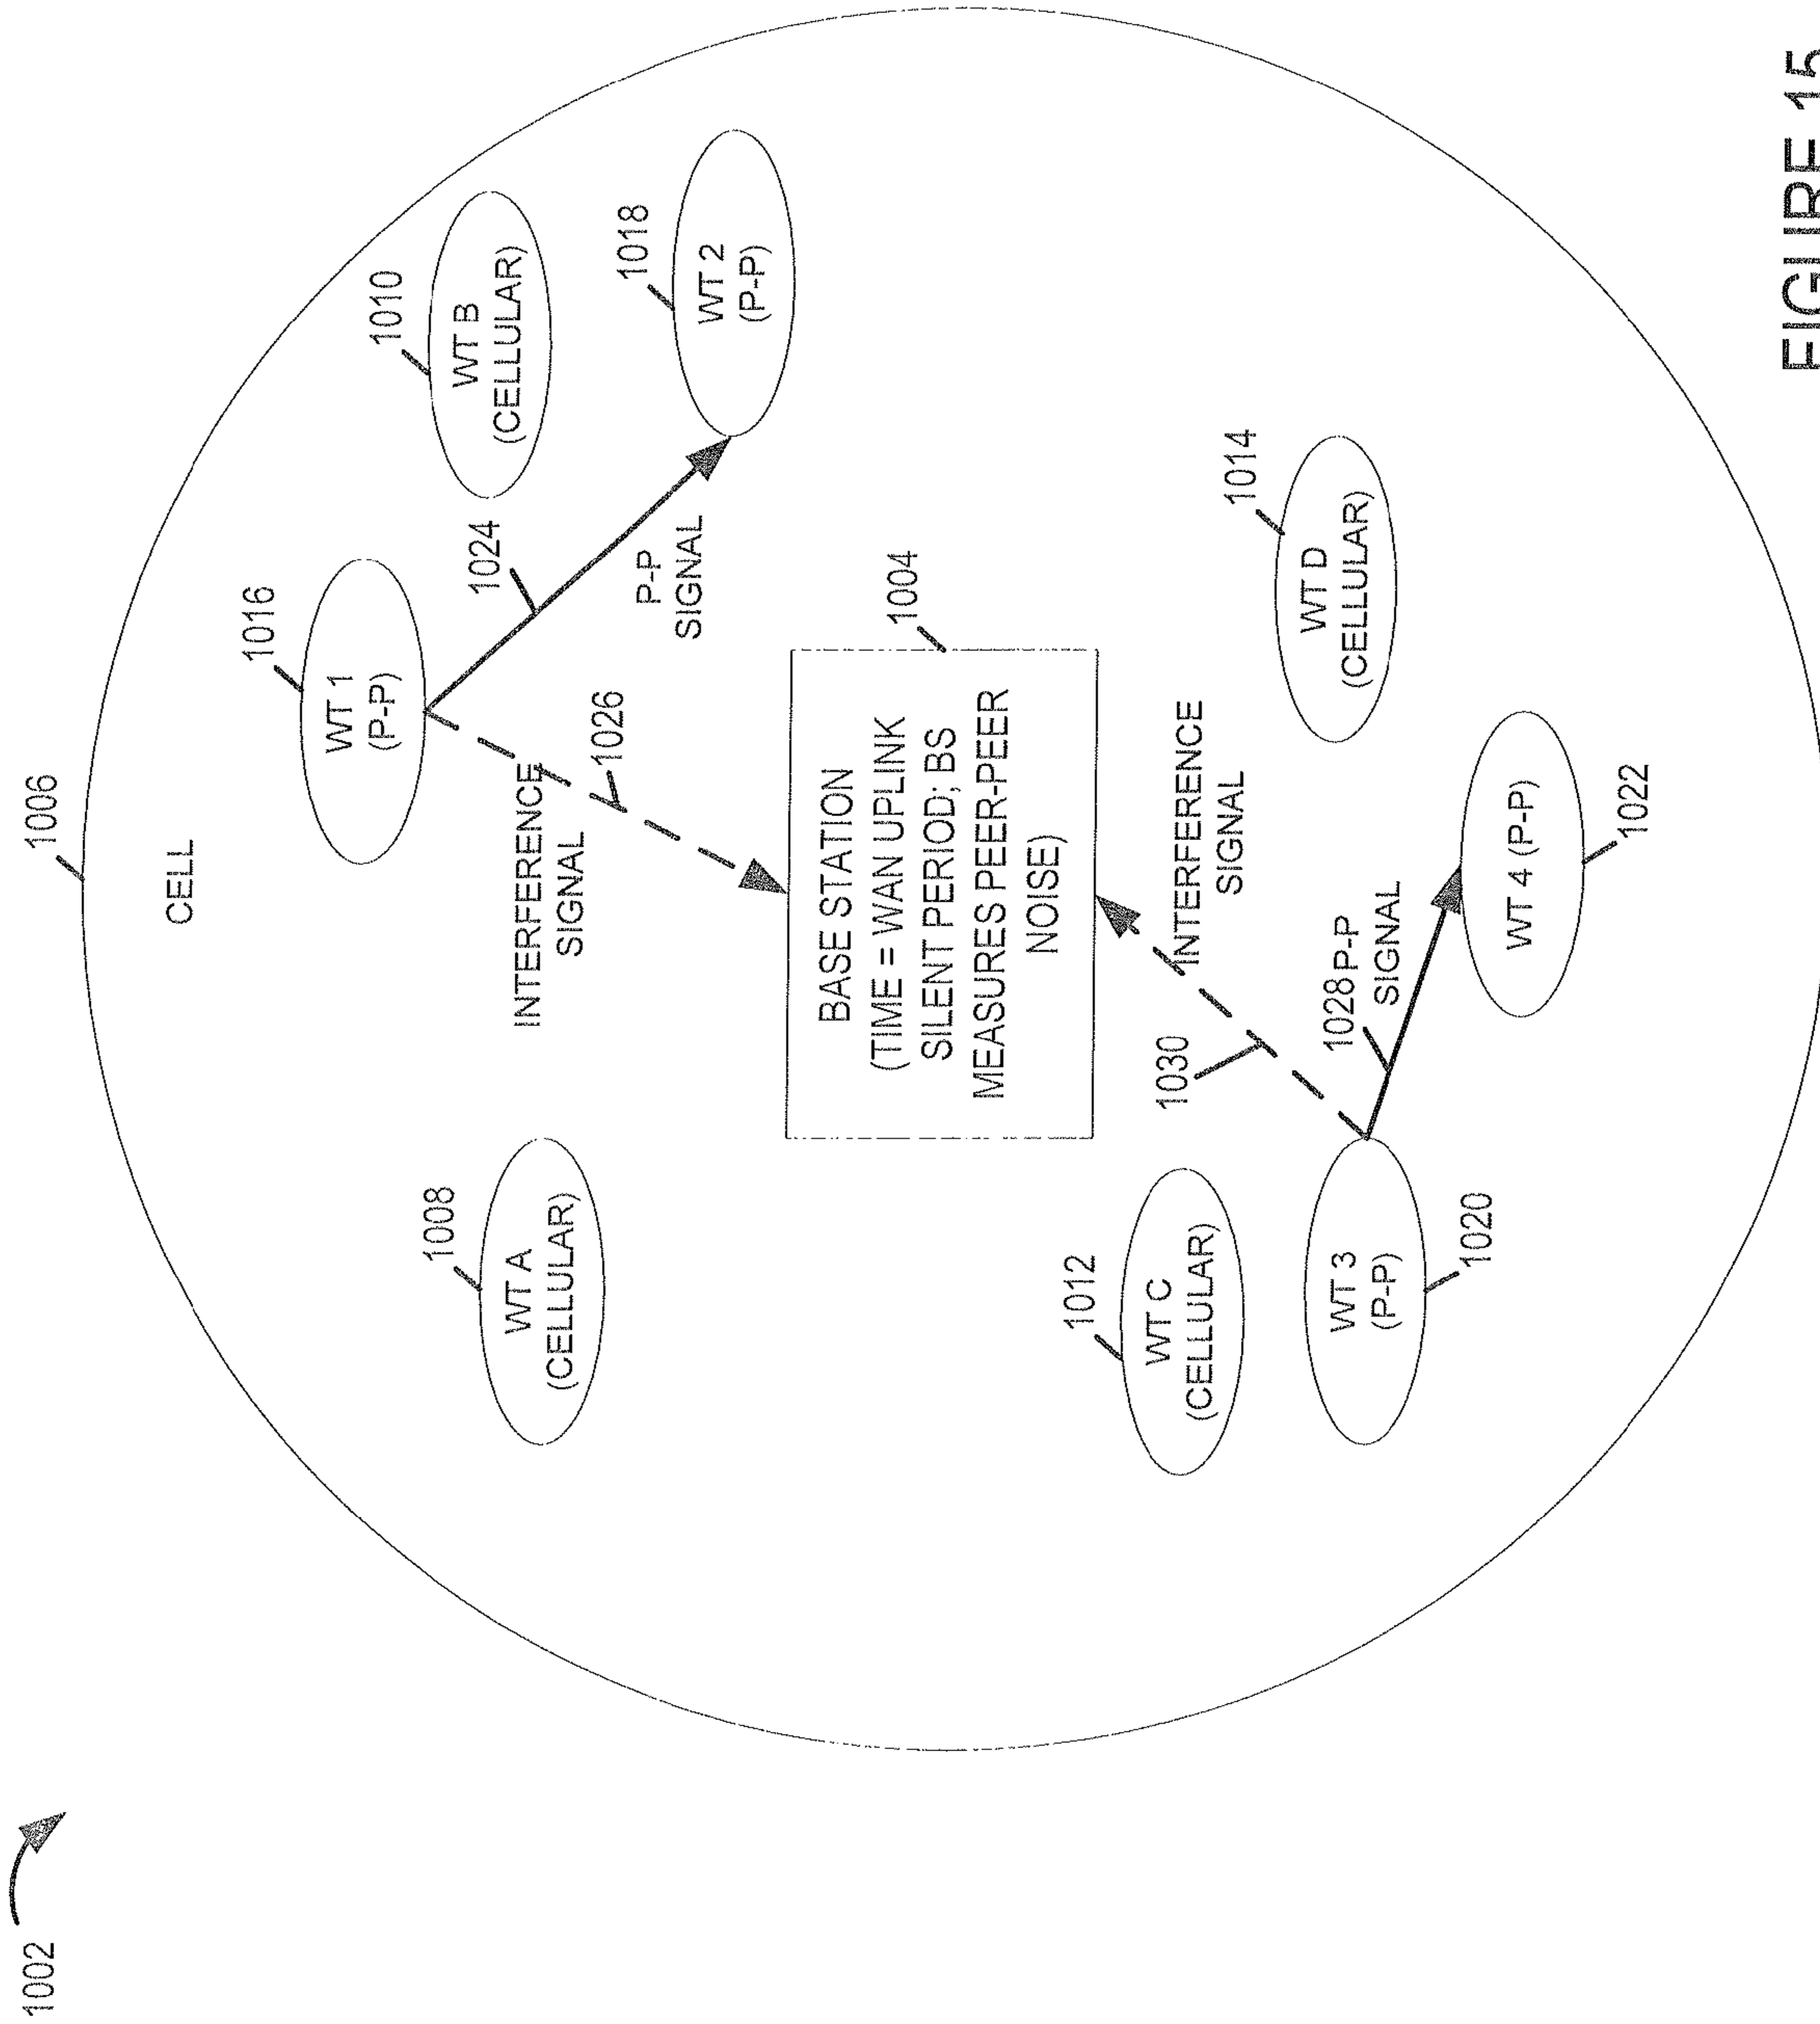 1002
1006
CELL
1016
WT 1
(P-P)
1010
WT B
(CELLULAR)
1008
WT A
(CELLULAR)
INTERFERENCE
SIGNAL
1026
1024
P-P
SIGNAL
1018
WT 2
(P-P)
1004
BASE STATION
(TIME = WAN UPLINK
SILENT PERIOD; BS
MEASURES PEER-PEER
NOISE)
1012
WT C
(CELLULAR)
1030
INTERFERENCE
SIGNAL
1014
WT D
(CELLULAR)
WT 3
(P-P)
1020
1028
P-P
SIGNAL
WT 4 (P-P)
1022
FIGURE 15